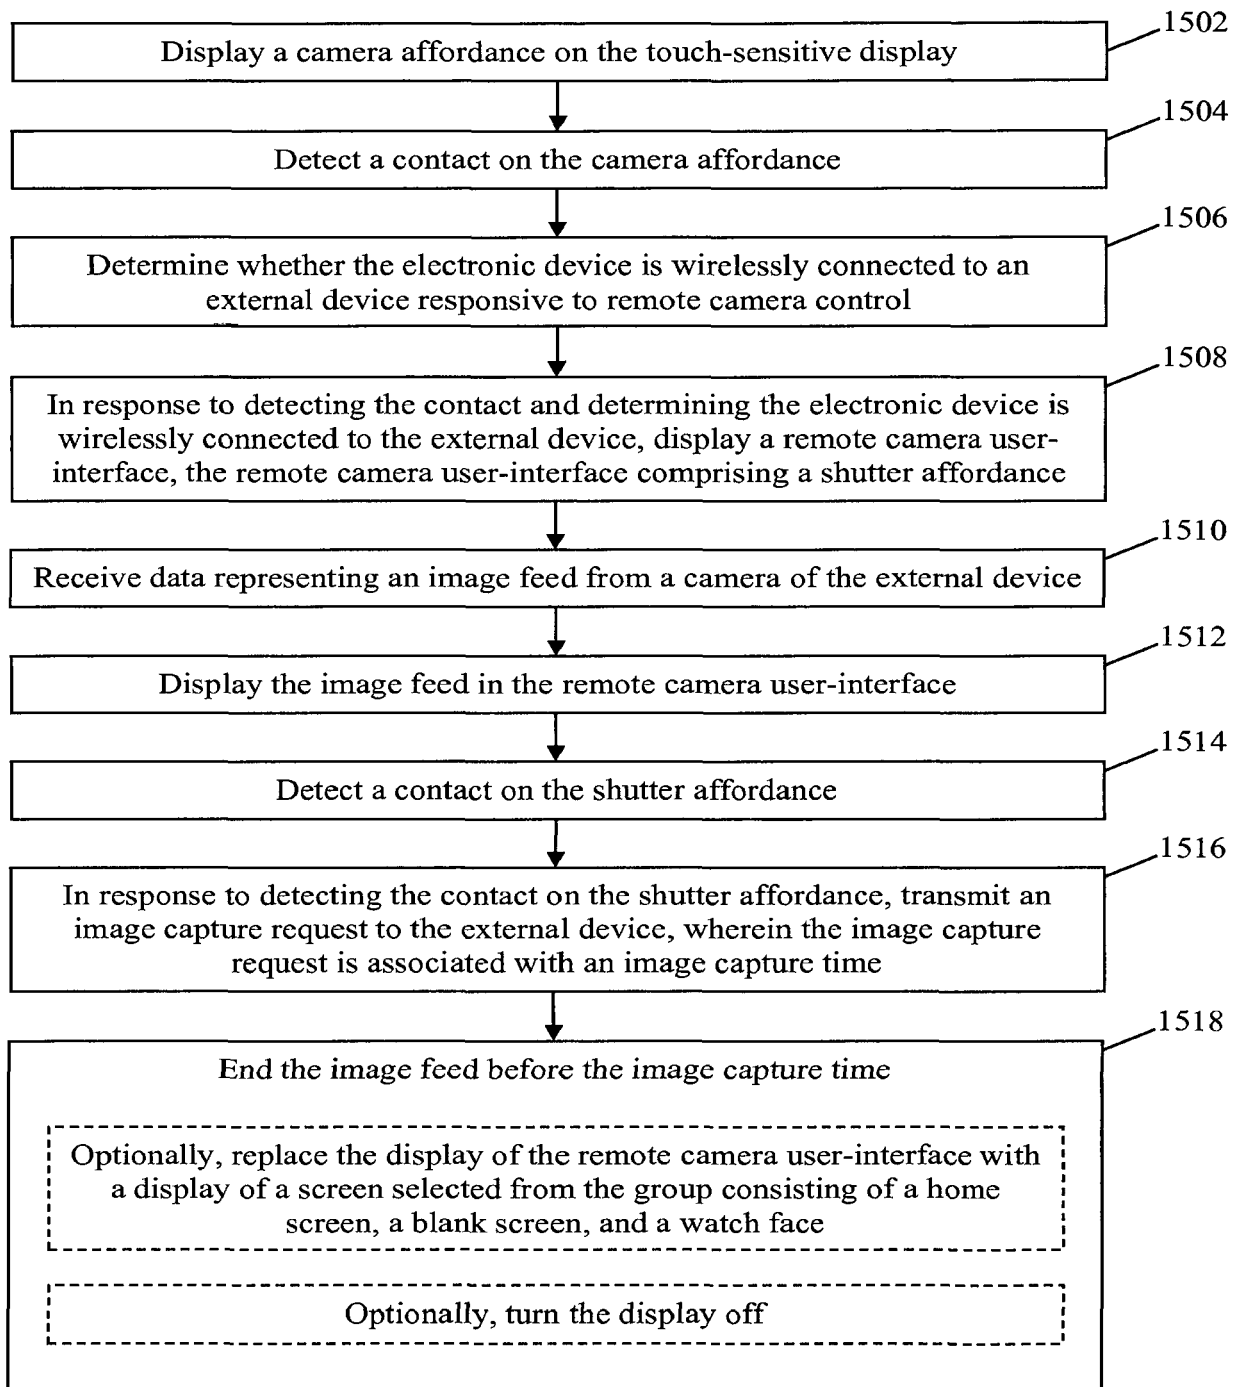 1502
Display a camera affordance on the touch-sensitive display
1504
Detect a contact on the camera affordance
1506
Determine whether the electronic device is wirelessly connected to an
external device responsive to remote camera control
1508
In response to detecting the contact and determining the electronic device is
wirelessly connected to the external device, display a remote camera user-
interface, the remote camera user-interface comprising a shutter affordance
1510
Receive data representing an image feed from a camera of the external device
1512
Display the image feed in the remote camera user-interface
1514
Detect a contact on the shutter affordance
1516
In response to detecting the contact on the shutter affordance, transmit an
image capture request to the external device, wherein the image capture
request is associated with an image capture time
1518
End the image feed before the image capture time
Optionally, replace the display of the remote camera user-interface with
a display of a screen selected from the group consisting of a home
screen, a blank screen, and a watch face
Optionally, turn the display off